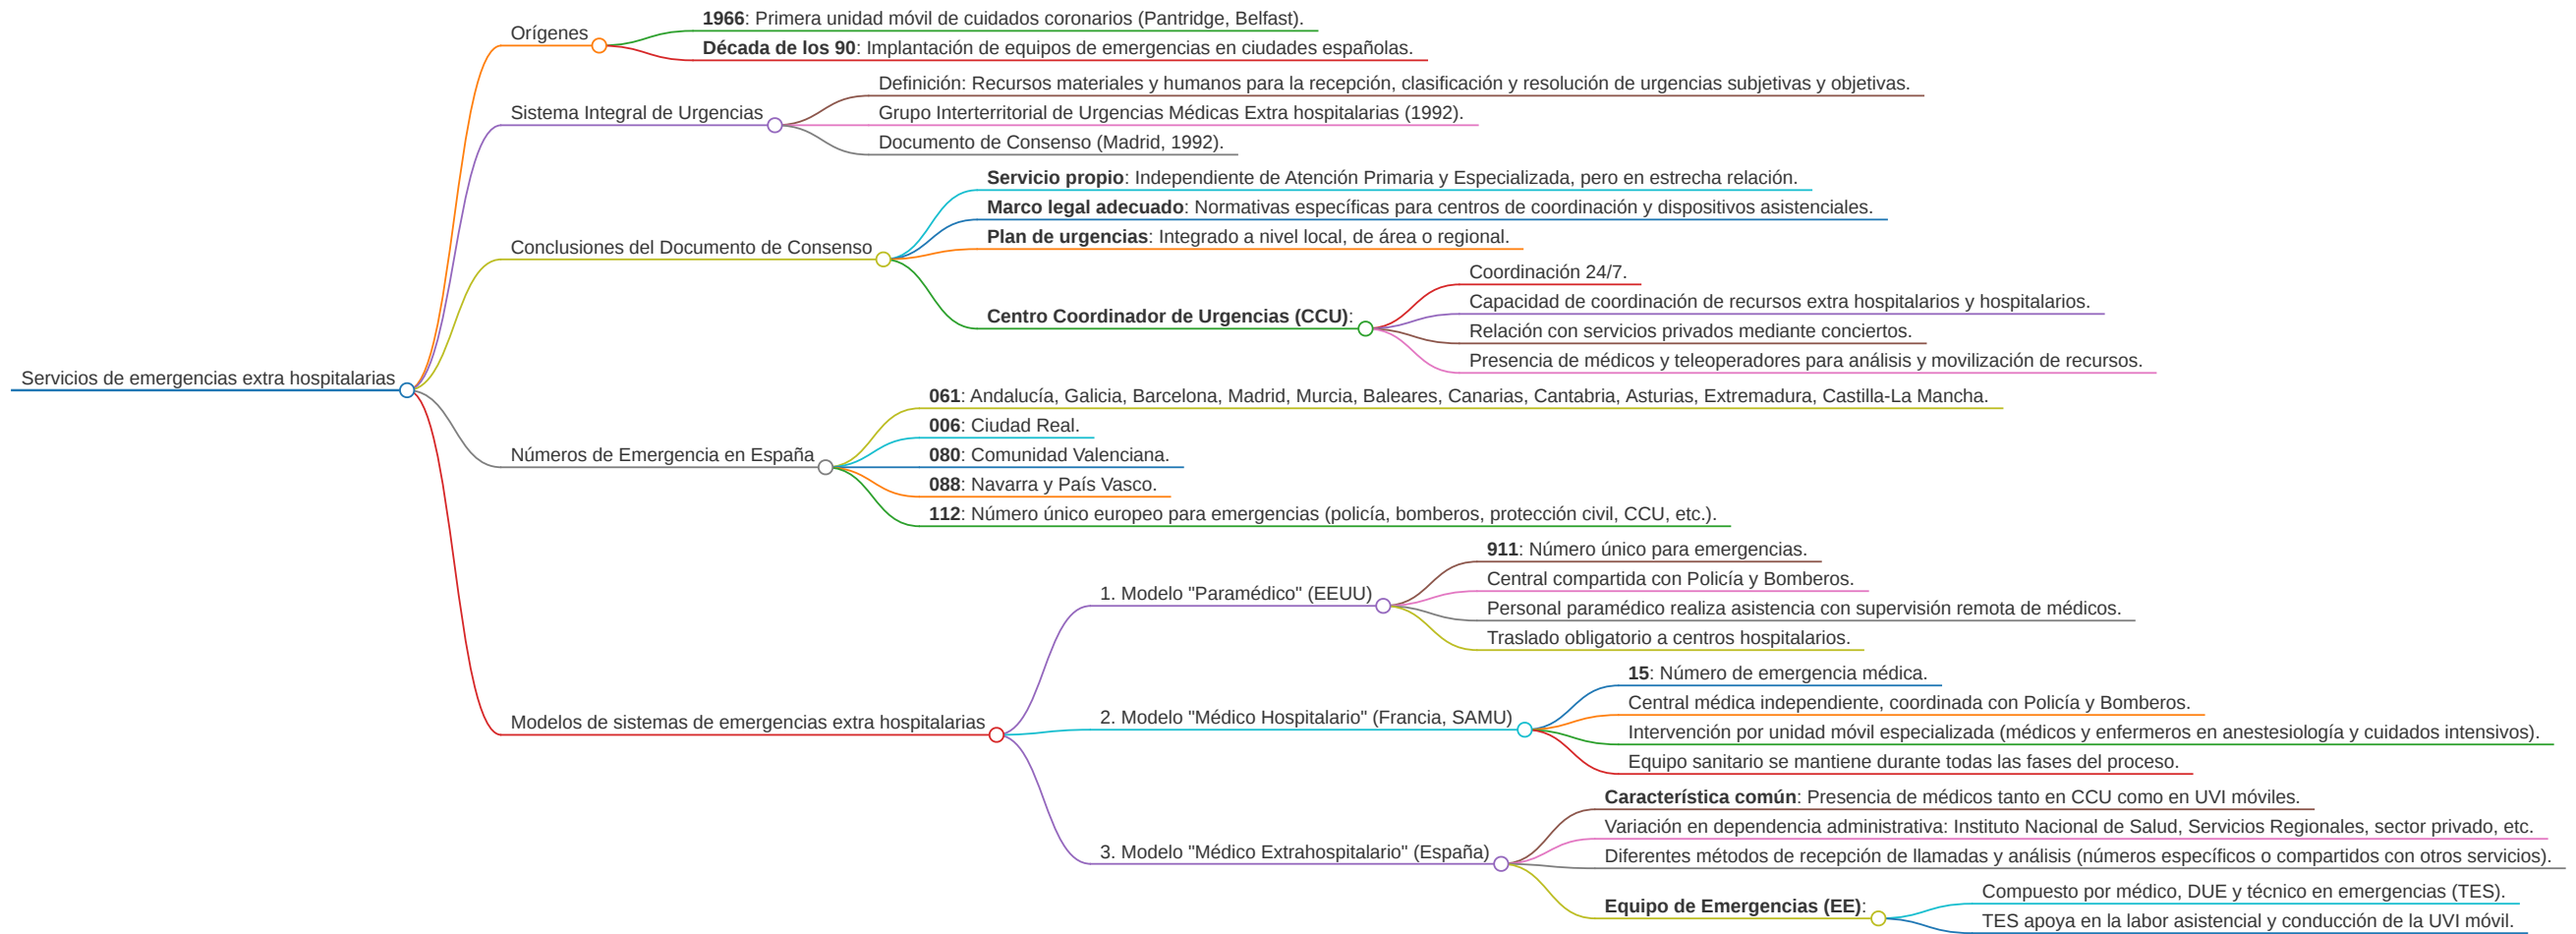 Servicios de emergencias extra hospitalarias
Orígenes
1966: Primera unidad móvil de cuidados coronarios (Pantridge, Belfast).
Década de los 90: Implantación de equipos de emergencias en ciudades españolas.
Sistema Integral de Urgencias
Definición: Recursos materiales y humanos para la recepción, clasificación y resolución de urgencias subjetivas y objetivas.
Grupo Interterritorial de Urgencias Médicas Extra hospitalarias (1992).
Documento de Consenso (Madrid, 1992).
Conclusiones del Documento de Consenso
Servicio propio: Independiente de Atención Primaria y Especializada, pero en estrecha relación.
Marco legal adecuado: Normativas específicas para centros de coordinación y dispositivos asistenciales.
Plan de urgencias: Integrado a nivel local, de área o regional.
Centro Coordinador de Urgencias (CCU):
Coordinación 24/7.
Capacidad de coordinación de recursos extra hospitalarios y hospitalarios.
Relación con servicios privados mediante conciertos.
Presencia de médicos y teleoperadores para análisis y movilización de recursos.
Números de Emergencia en España
061: Andalucía, Galicia, Barcelona, Madrid, Murcia, Baleares, Canarias, Cantabria, Asturias, Extremadura, Castilla-La Mancha.
006: Ciudad Real.
080: Comunidad Valenciana.
088: Navarra y País Vasco.
112: Número único europeo para emergencias (policía, bomberos, protección civil, CCU, etc.).
Modelos de sistemas de emergencias extra hospitalarias
1. Modelo "Paramédico" (EEUU)
911: Número único para emergencias.
Central compartida con Policía y Bomberos.
Personal paramédico realiza asistencia con supervisión remota de médicos.
Traslado obligatorio a centros hospitalarios.
2. Modelo "Médico Hospitalario" (Francia, SAMU)
15: Número de emergencia médica.
Central médica independiente, coordinada con Policía y Bomberos.
Intervención por unidad móvil especializada (médicos y enfermeros en anestesiología y cuidados intensivos).
Equipo sanitario se mantiene durante todas las fases del proceso.
3. Modelo "Médico Extrahospitalario" (España)
Característica común: Presencia de médicos tanto en CCU como en UVI móviles.
Variación en dependencia administrativa: Instituto Nacional de Salud, Servicios Regionales, sector privado, etc.
Diferentes métodos de recepción de llamadas y análisis (números específicos o compartidos con otros servicios).
Equipo de Emergencias (EE):
Compuesto por médico, DUE y técnico en emergencias (TES).
TES apoya en la labor asistencial y conducción de la UVI móvil.